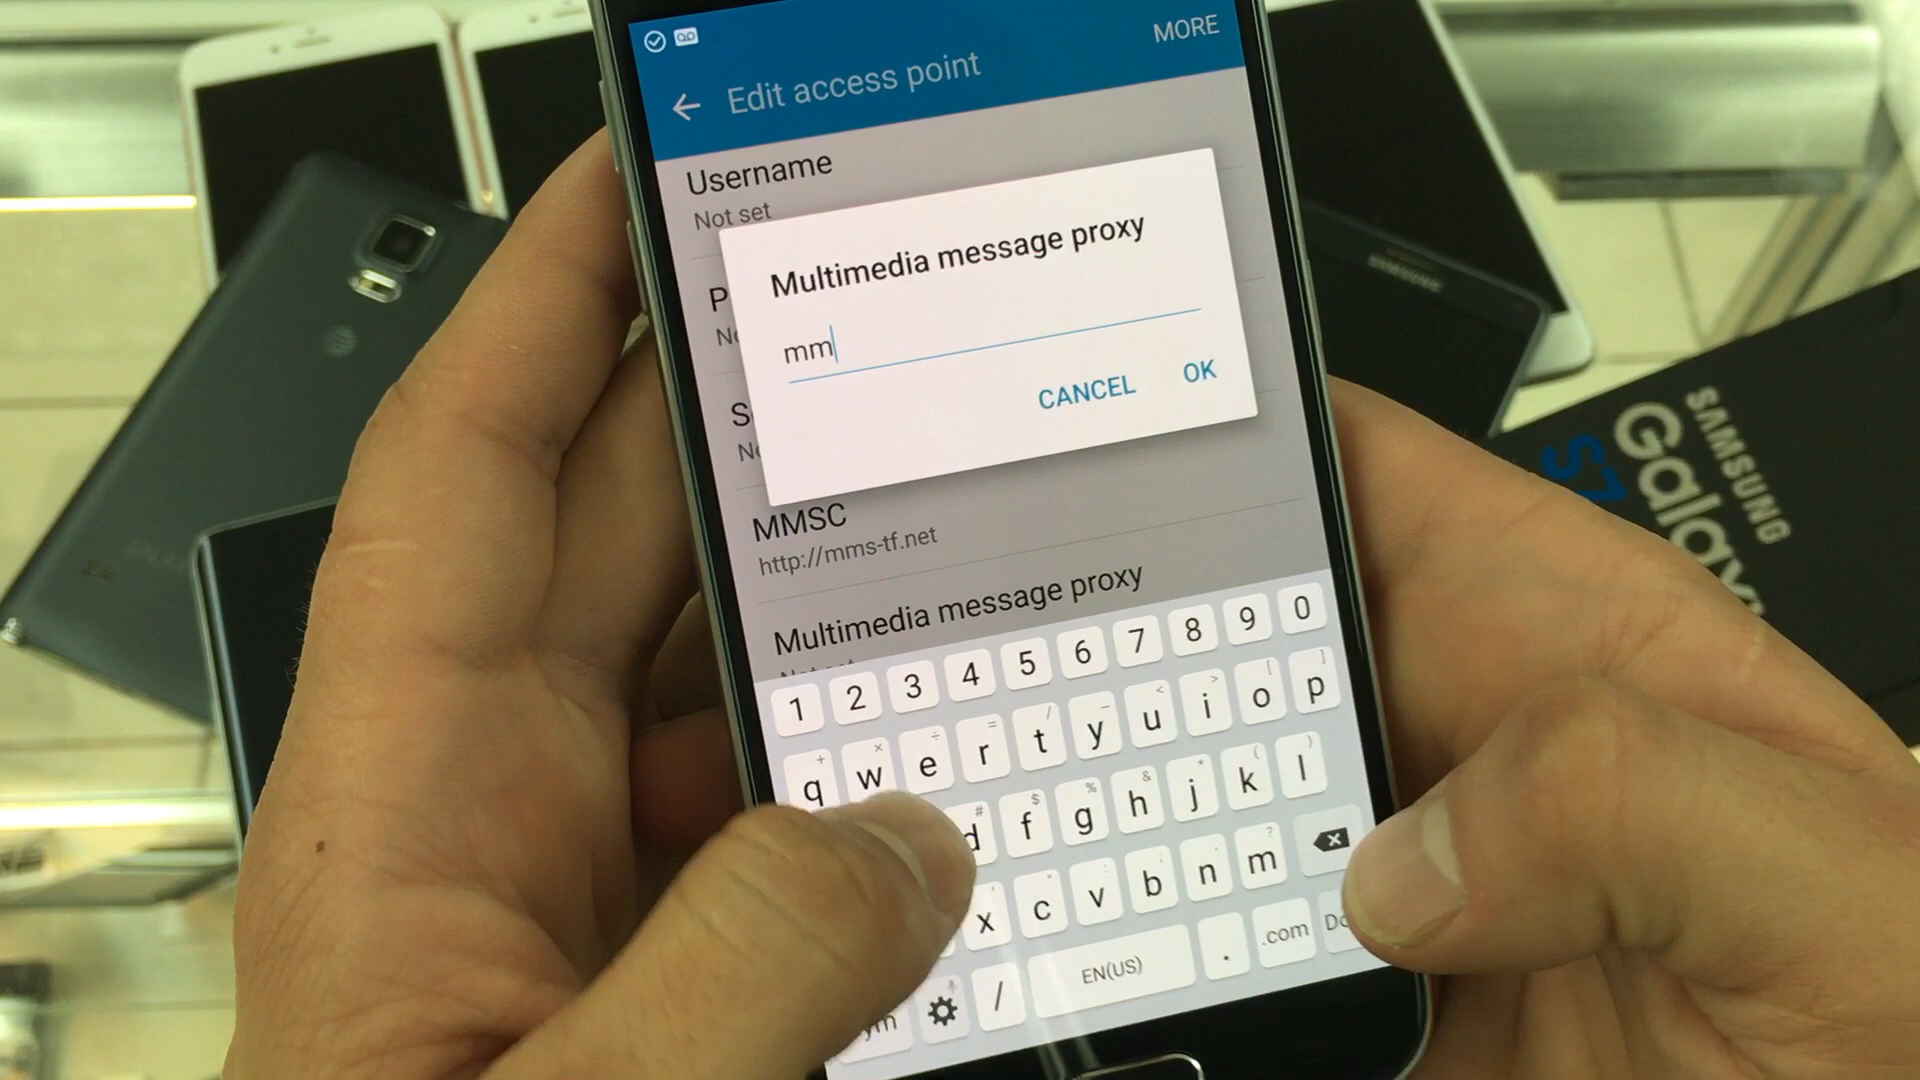 MORE
Edit access point
Username
Not set
Multimedia message proxy
mm
CANCEL
OK
MMSC
http://mms-tf.net
Multimedia message proxy
1 2 3 4 5 6 7 8 9 0
q w e r t y u i o p
d f g h j k l
x c v b n m
/ EN(US) . .com
SAMSUNG
SAMSUNG
Galaxy
S7